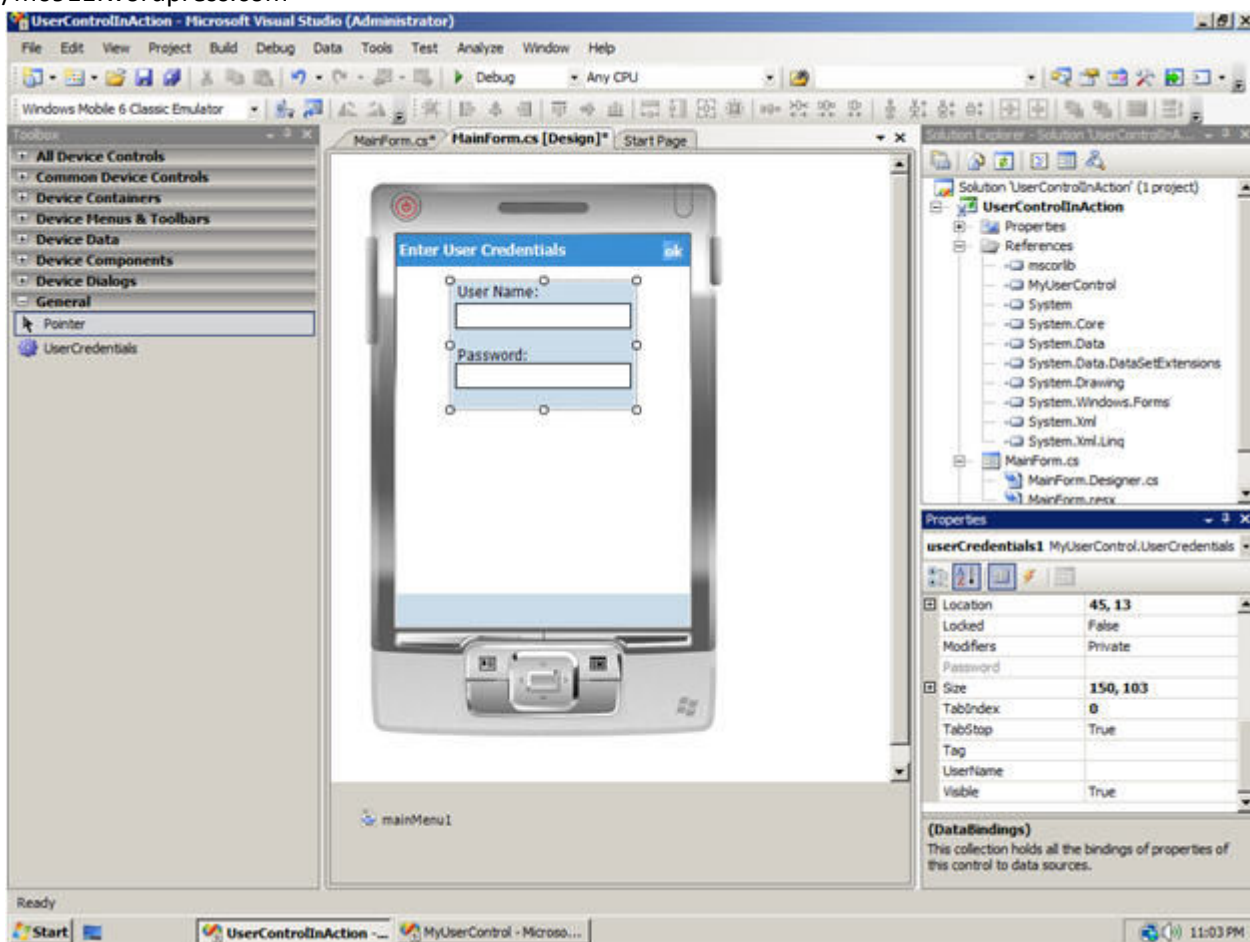 UserControlInAction - Microsoft Visual Studio (Administrator)
File Edit View Project Build Debug Data Tools Test Analyze Window Help
Debug Any CPU
Windows Mobile 6 Classic Emulator
Toolbox
All Device Controls
Common Device Controls
Device Containers
Device Menus & Toolbars
Device Data
Device Components
Device Dialogs
General
Pointer
UserCredentials
MainForm.cs* MainForm.cs [Design]* Start Page
Enter User Credentials ok
User Name:
Password:
mainMenu1
Solution Explorer - Solution 'UserControlInA...
Solution 'UserControlInAction' (1 project)
UserControlInAction
Properties
References
mscorlib
MyUserControl
System
System.Core
System.Data
System.Data.DataSetExtensions
System.Drawing
System.Windows.Forms
System.Xml
System.Xml.Linq
MainForm.cs
MainForm.Designer.cs
MainForm.resx
Properties
userCredentials1 MyUserControl.UserCredentials
Location 45, 13
Locked False
Modifiers Private
Password
Size 150, 103
TabIndex 0
TabStop True
Tag
UserName
Visible True
(DataBindings)
This collection holds all the bindings of properties of
this control to data sources.
Ready
Start UserControlInAction -... MyUserControl - Microso... 11:03 PM